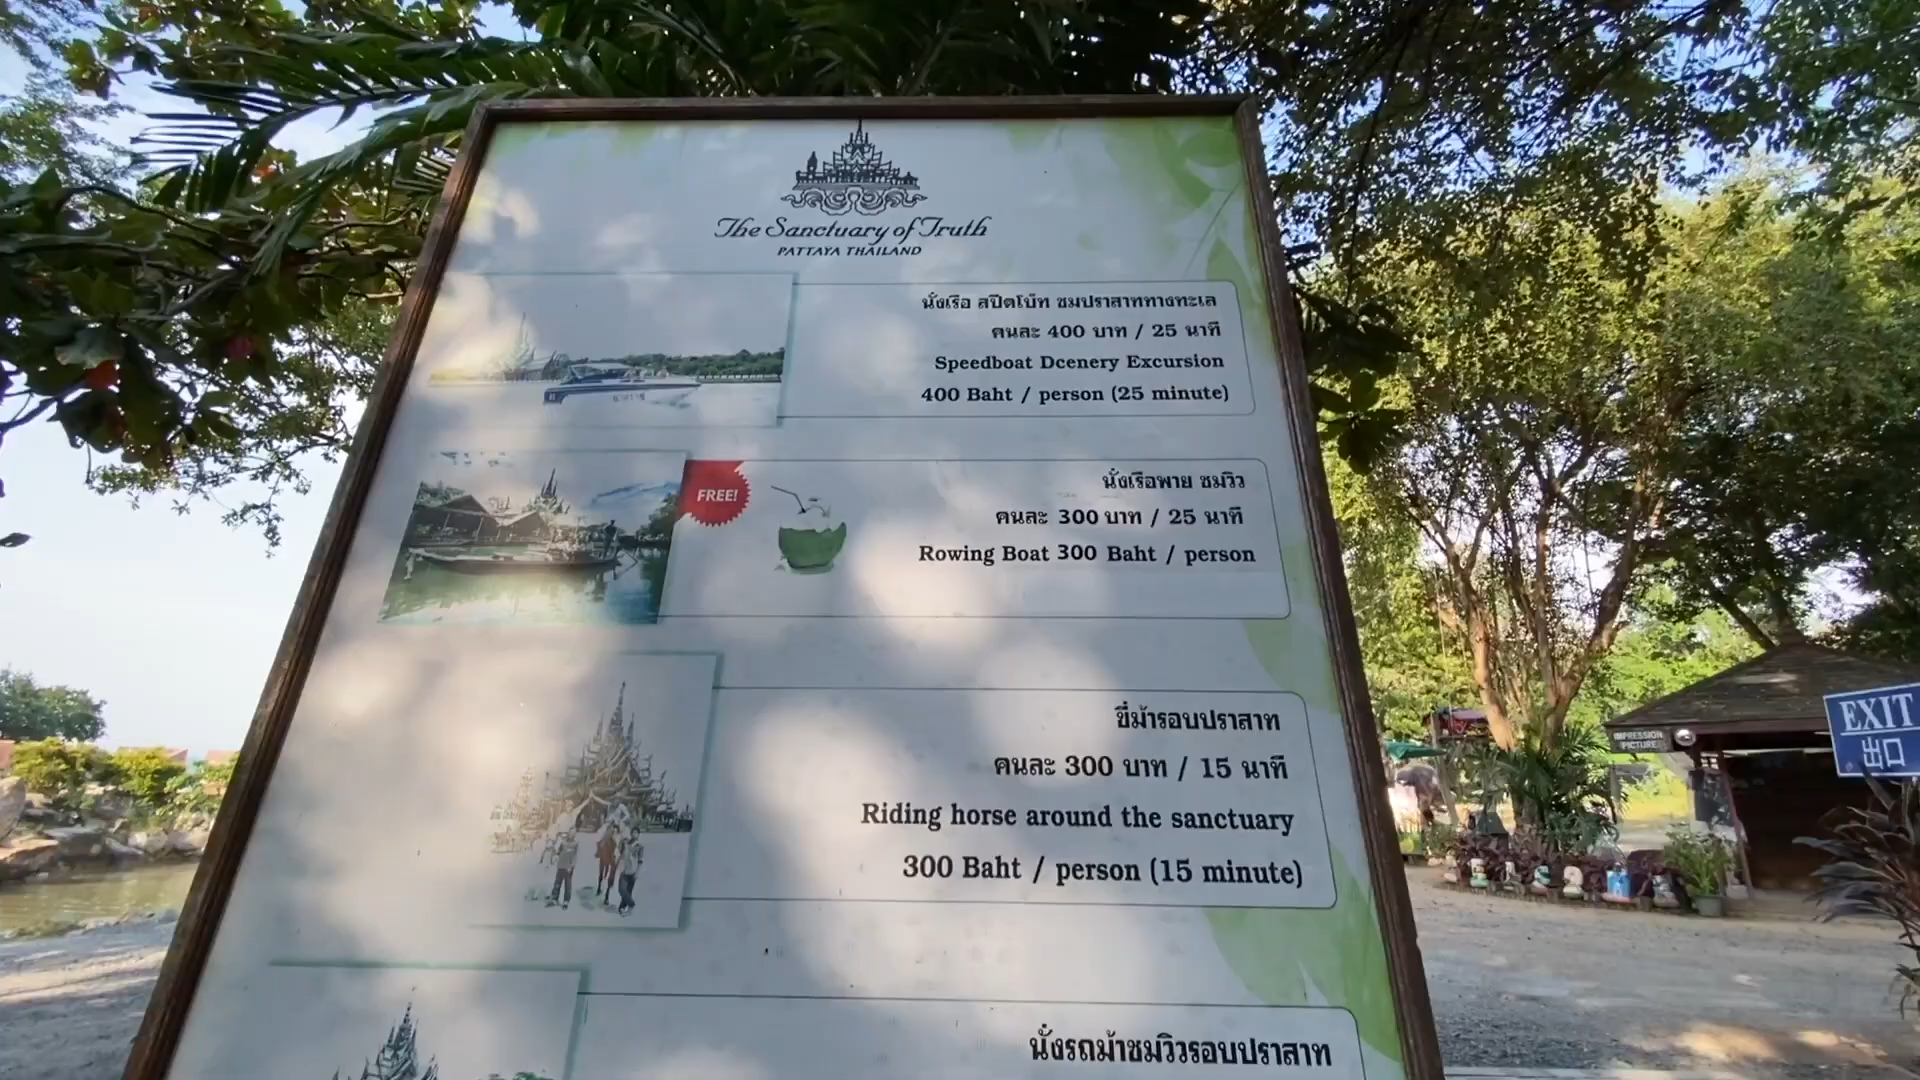 The Sanctuary of Truth
PATTAYA THAILAND
นั่งเรือ สปีตโบ๊ท ชมปราสาททางทะเล
คนละ 400 บาท / 25 นาที
Speedboat Dcenery Excursion
400 Baht / person (25 minute)
FREE!
นั่งเรือพาย ชมวิว
คนละ 300 บาท / 25 นาที
Rowing Boat 300 Baht / person
ขี่ม้ารอบปราสาท
คนละ 300 บาท / 15 นาที
Riding horse around the sanctuary
300 Baht / person (15 minute)
นั่งรถม้าชมวิวรอบปราสาท
IMPRESSION
PICTURE
EXIT
出口